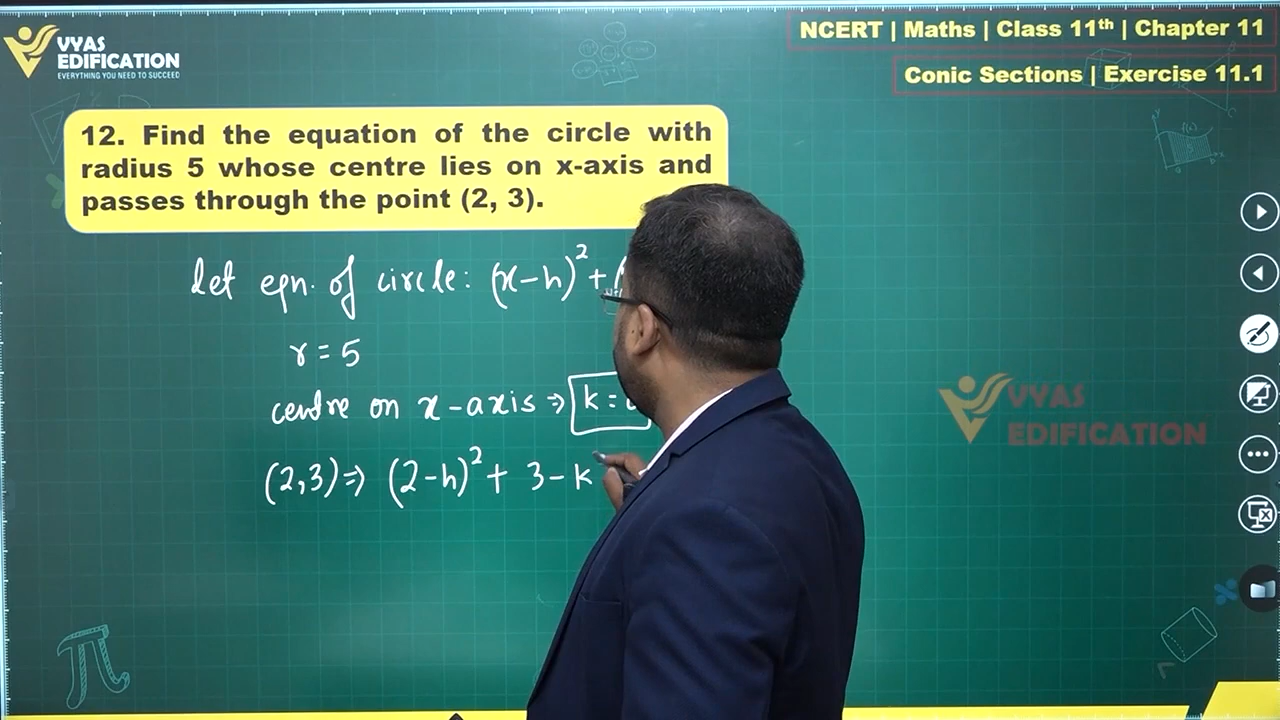 VYAS
EDIFICATION
EVERYTHING YOU NEED TO SUCCEED
NCERT | Maths | Class 11th | Chapter 11
Conic Sections | Exercise 11.1
12. Find the equation of the circle with
radius 5 whose centre lies on x-axis and
passes through the point (2, 3).
let eqn. of circle: (x-h)²+
r = 5
centre on x-axis ⇒ k =
(2,3) ⇒ (2-h)² + 3-k
VYAS
EDIFICATION
π